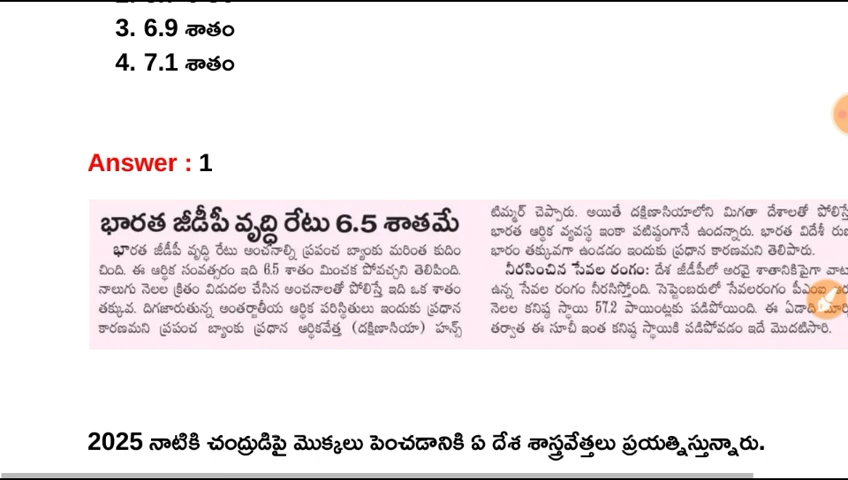 3. 6.9 శాతం
4. 7.1 శాతం
Answer : 1
భారత జీడీపీ వృద్ధి రేటు 6.5 శాతమే
భారత జీడీపీ వృద్ధి రేటు అంచనాల్ని ప్రపంచ బ్యాంకు మరింత కుదిం
చింది. ఈ ఆర్థిక సంవత్సరం ఇది 6.5 శాతం మించక పోవచ్చని తెలిపింది.
నాలుగు నెలల క్రితం విడుదల చేసిన అంచనాలతో పోలిస్తే ఇది ఒక శాతం
తక్కువ. దిగజారుతున్న అంతర్జాతీయ ఆర్థిక పరిస్థితులు ఇందుకు ప్రధాన
కారణమని ప్రపంచ బ్యాంకు ప్రధాన ఆర్థికవేత్త (దక్షిణాసియా) హన్స్
టిమ్మర్ చెప్పారు. అయితే దక్షిణాసియాలోని మిగతా దేశాలతో పోలిస్తే
భారత ఆర్థిక వ్యవస్థ ఇంకా పటిష్ఠంగానే ఉందన్నారు. భారత విదేశీ
భారం తక్కువగా ఉండడం ఇందుకు ప్రధాన కారణమని తెలిపారు.
నీరసించిన సేవల రంగం: దేశ జీడీపీలో అరవై శాతానికిపైగా
ఉన్న సేవల రంగం నీరసిస్తోంది. సెప్టెంబరులో సేవలరంగం పీఎంఐ
నెలల కనిష్ఠ స్థాయి 57.2 పాయింట్లకు పడిపోయింది. ఈ ఏడాది
తర్వాత ఈ సూచీ ఇంత కనిష్ఠ స్థాయికి పడిపోవడం ఇదే మొదటిసారి.
2025 నాటికి చంద్రుడిపై మొక్కలు పెంచడానికి ఏ దేశ శాస్త్రవేత్తలు ప్రయత్నిస్తున్నారు.